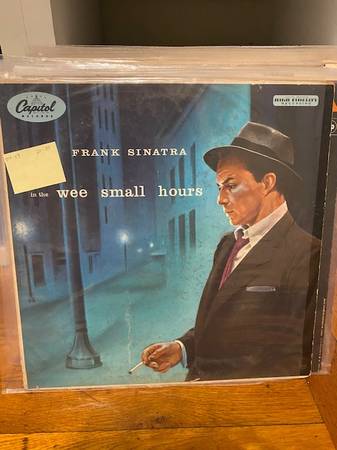 Capitol
RECORDS
HIGH FIDELITY
RECORDING
FRANK SINATRA
in the wee small hours